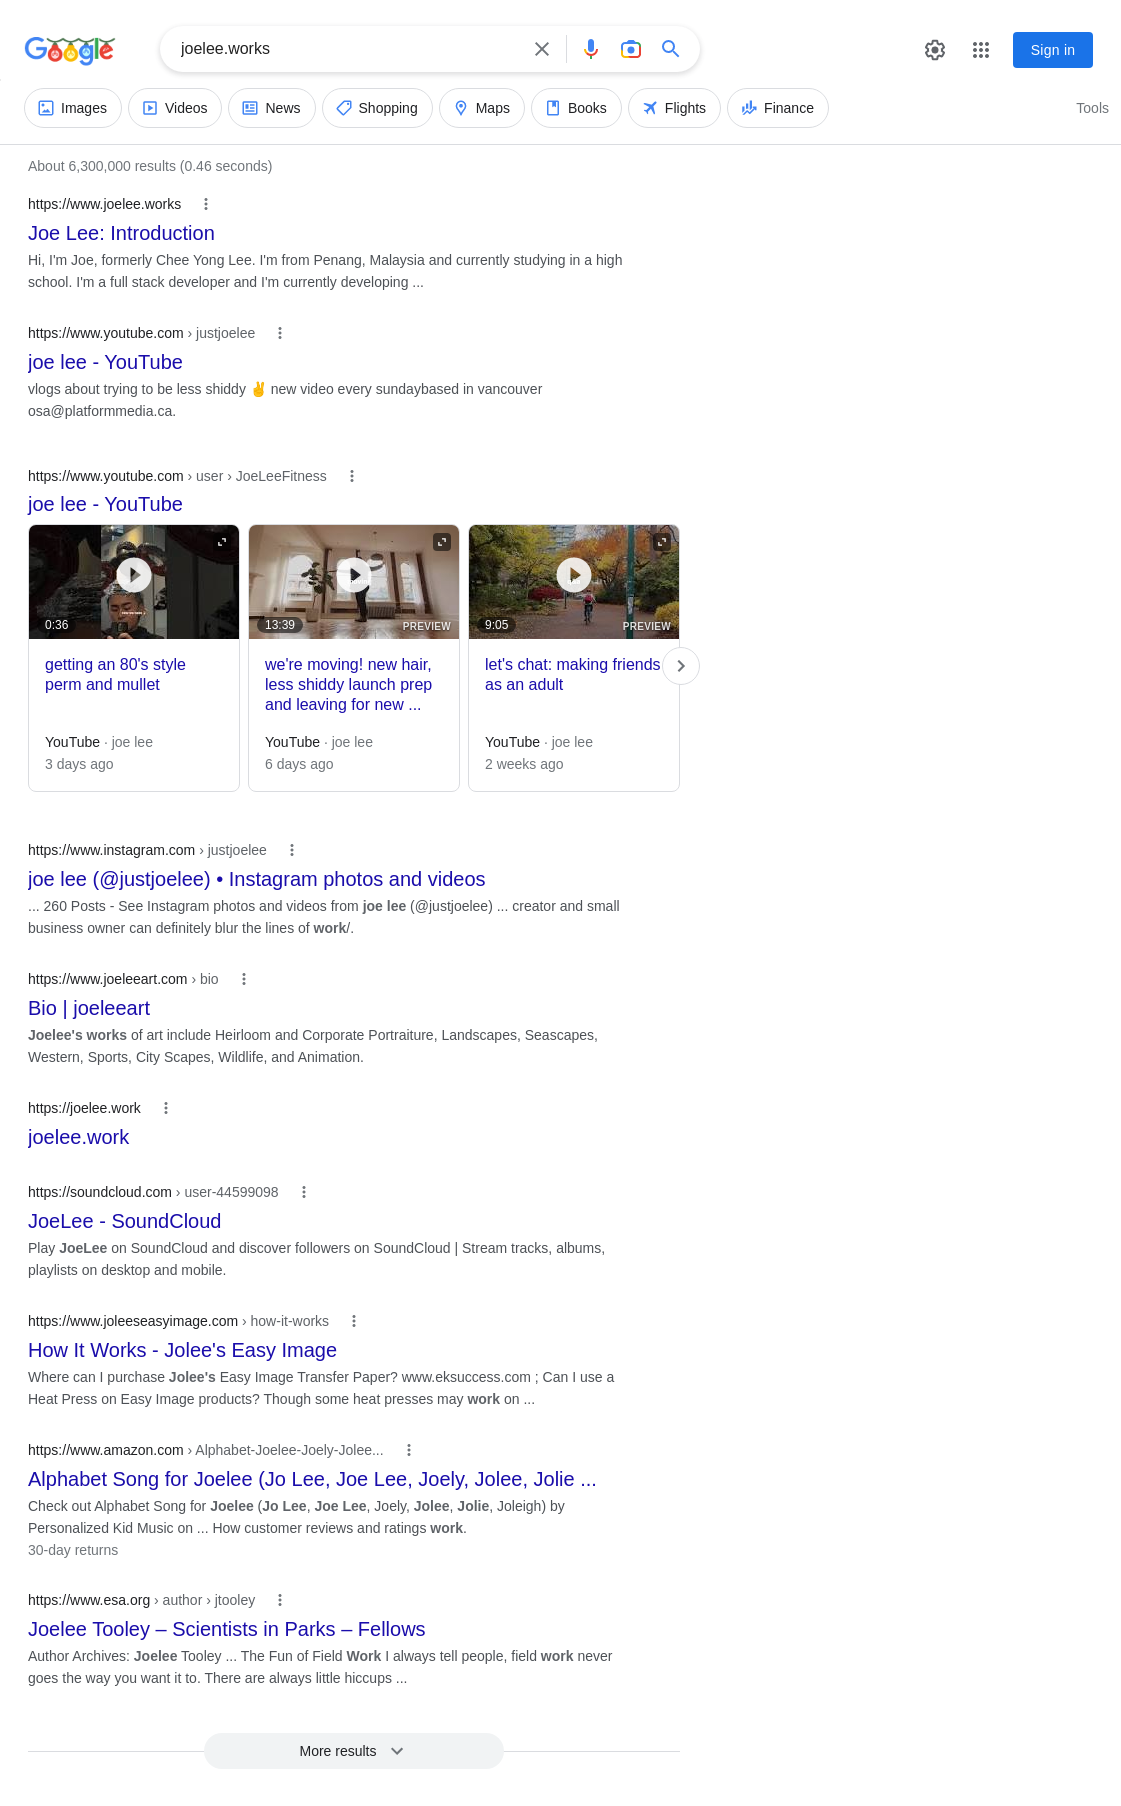 Google
joelee.works
Sign in
Images
Videos
News
Shopping
Maps
Books
Flights
Finance
Tools
About 6,300,000 results (0.46 seconds)
https://www.joelee.works
Joe Lee: Introduction
Hi, I'm Joe, formerly Chee Yong Lee. I'm from Penang, Malaysia and currently studying in a high
school. I'm a full stack developer and I'm currently developing ...
https://www.youtube.com › justjoelee
joe lee - YouTube
vlogs about trying to be less shiddy ✌️ new video every sundaybased in vancouver
osa@platformmedia.ca.
https://www.youtube.com › user › JoeLeeFitness
joe lee - YouTube
0:36
13:39
PREVIEW
9:05
PREVIEW
getting an 80's style
perm and mullet
YouTube · joe lee
3 days ago
we're moving! new hair,
less shiddy launch prep
and leaving for new ...
YouTube · joe lee
6 days ago
let's chat: making friends
as an adult
YouTube · joe lee
2 weeks ago
https://www.instagram.com › justjoelee
joe lee (@justjoelee) • Instagram photos and videos
... 260 Posts - See Instagram photos and videos from joe lee (@justjoelee) ... creator and small
business owner can definitely blur the lines of work/.
https://www.joeleeart.com › bio
Bio | joeleeart
Joelee's works of art include Heirloom and Corporate Portraiture, Landscapes, Seascapes,
Western, Sports, City Scapes, Wildlife, and Animation.
https://joelee.work
joelee.work
https://soundcloud.com › user-44599098
JoeLee - SoundCloud
Play JoeLee on SoundCloud and discover followers on SoundCloud | Stream tracks, albums,
playlists on desktop and mobile.
https://www.joleeseasyimage.com › how-it-works
How It Works - Jolee's Easy Image
Where can I purchase Jolee's Easy Image Transfer Paper? www.eksuccess.com ; Can I use a
Heat Press on Easy Image products? Though some heat presses may work on ...
https://www.amazon.com › Alphabet-Joelee-Joely-Jolee...
Alphabet Song for Joelee (Jo Lee, Joe Lee, Joely, Jolee, Jolie ...
Check out Alphabet Song for Joelee (Jo Lee, Joe Lee, Joely, Jolee, Jolie, Joleigh) by
Personalized Kid Music on ... How customer reviews and ratings work.
30-day returns
https://www.esa.org › author › jtooley
Joelee Tooley – Scientists in Parks – Fellows
Author Archives: Joelee Tooley ... The Fun of Field Work I always tell people, field work never
goes the way you want it to. There are always little hiccups ...
More results